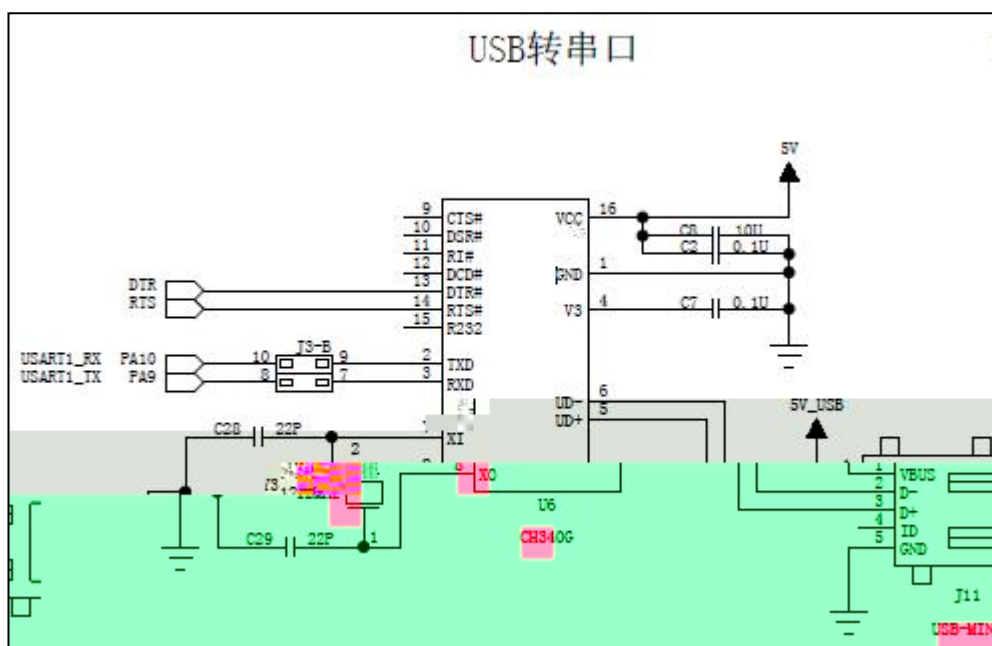 USB转串口
5V
9 CTS# VCC 16
10 DSR# C8 10U
11 RI# C2 0.1U
12 DCD# GND 1
DTR 13 DTR#
RTS 14 RTS# V3 4 C7 0.1U
15 R232
J3-B
USART1_RX PA10 10 9 2 TXD
USART1_TX PA9 8 7 3 RXD
UD- 6
UD+ 5
5V_USB
C28 22P XI
2
XO
1 VBUS
2 D-
3 D+
4 ID
5 GND
U6
C29 22P 1
CH340G
J11
USB-MIN